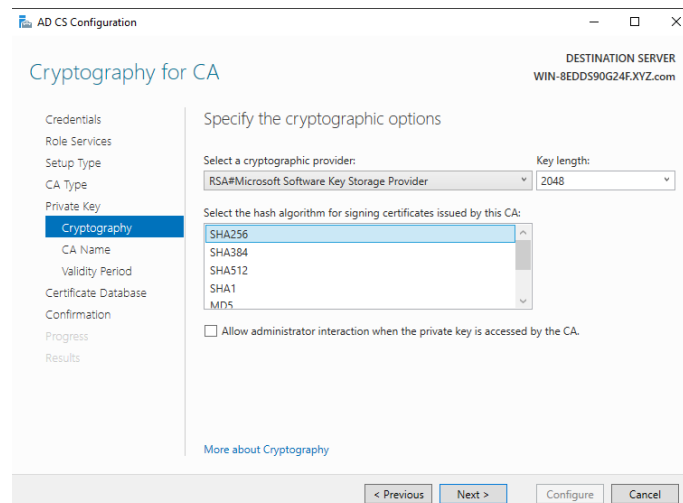 AD CS Configuration
Cryptography for CA
DESTINATION SERVER
WIN-8EDDS90G24F.XYZ.com
Credentials
Role Services
Setup Type
CA Type
Private Key
Cryptography
CA Name
Validity Period
Certificate Database
Confirmation
Progress
Results
Specify the cryptographic options
Select a cryptographic provider:
Key length:
RSA#Microsoft Software Key Storage Provider
2048
Select the hash algorithm for signing certificates issued by this CA:
SHA256
SHA384
SHA512
SHA1
MD5
Allow administrator interaction when the private key is accessed by the CA.
More about Cryptography
< Previous
Next >
Configure
Cancel